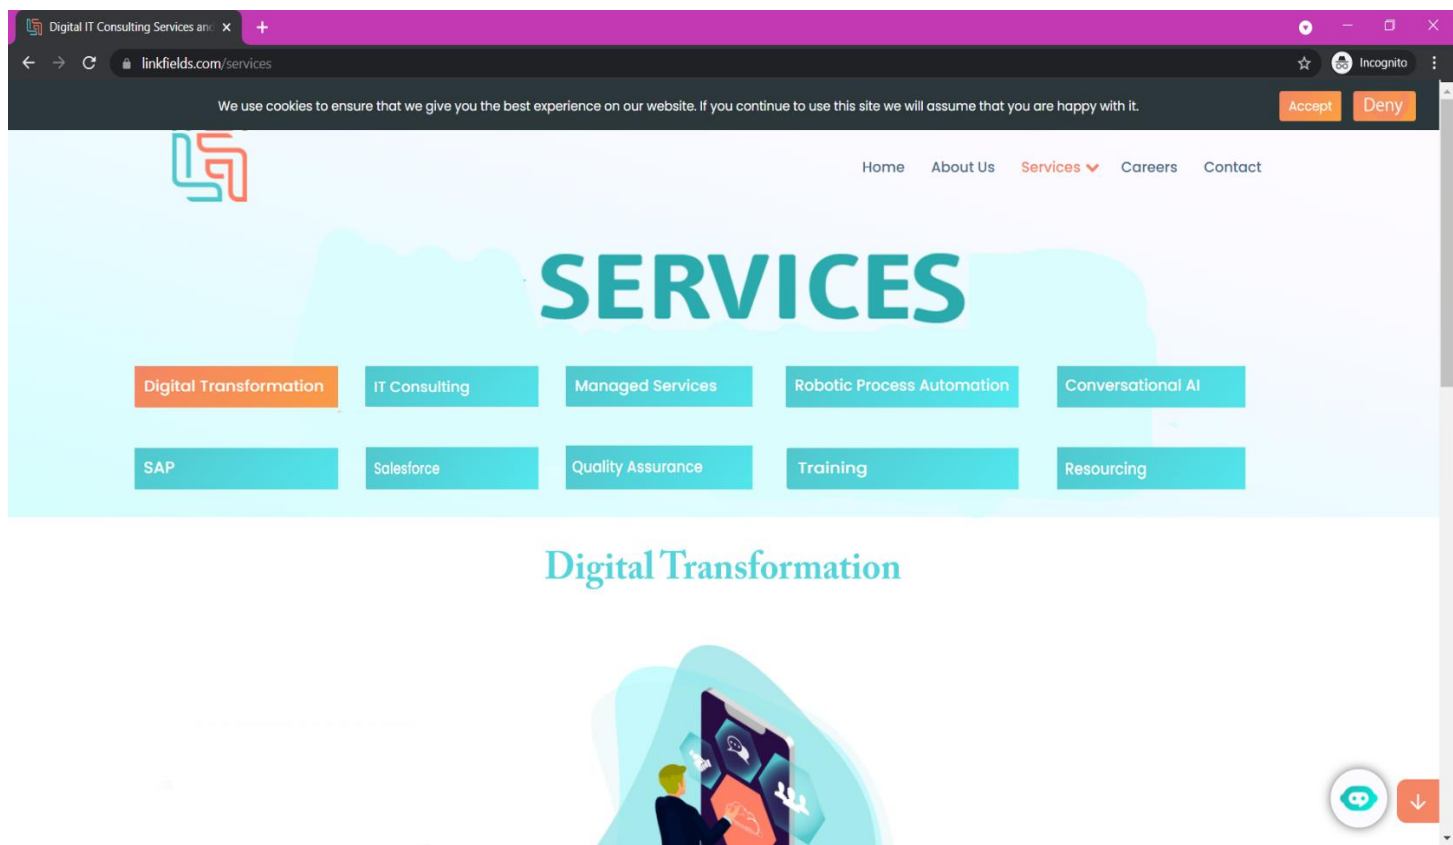 Digital IT Consulting Services and
linkfields.com/services
Incognito
We use cookies to ensure that we give you the best experience on our website. If you continue to use this site we will assume that you are happy with it.
Accept
Deny
Home
About Us
Services
Careers
Contact
SERVICES
Digital Transformation
IT Consulting
Managed Services
Robotic Process Automation
Conversational AI
SAP
Salesforce
Quality Assurance
Training
Resourcing
Digital Transformation